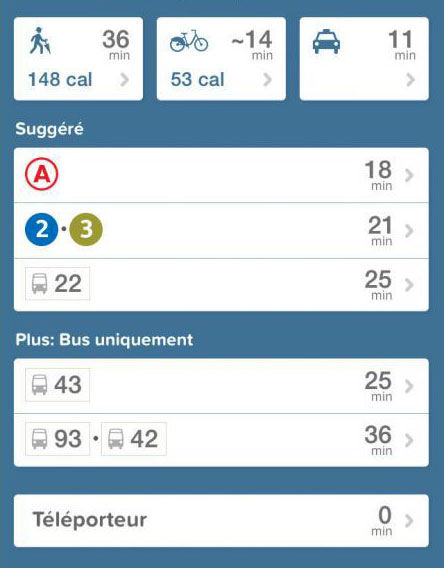 36 min
148 cal
~14 min
53 cal
11 min
Suggéré
A 18 min
2 · 3 21 min
22 25 min
Plus: Bus uniquement
43 25 min
93 · 42 36 min
Téléporteur 0 min